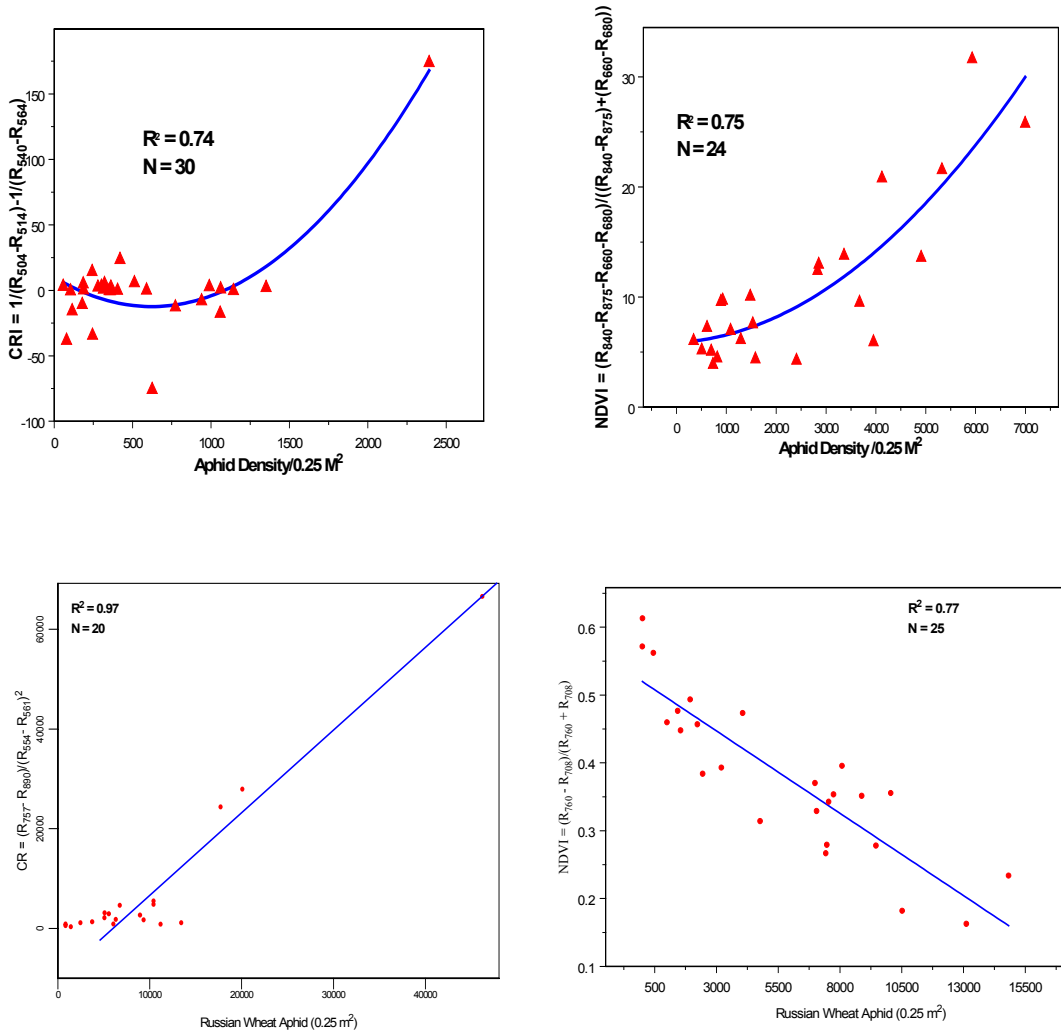 CRI = 1/(R504-R514)-1/(R540-R564)
150
100
50
0
-50
-100
R² = 0.74
N = 30
0 500 1000 1500 2000 2500
Aphid Density/0.25 M²
NDVI = (R840-R875-R660-R680)/((R840-R875)+(R660-R680))
30
20
10
0
R² = 0.75
N = 24
0 1000 2000 3000 4000 5000 6000 7000
Aphid Density /0.25 M²
CR = (R757- R890)/(R554- R561)²
60000
40000
20000
0
R² = 0.97
N = 20
0 10000 20000 30000 40000
Russian Wheat Aphid (0.25 m²)
NDVI = (R760 - R708)/(R760 + R708)
0.6
0.5
0.4
0.3
0.2
0.1
R² = 0.77
N = 25
500 3000 5500 8000 10500 13000 15500
Russian Wheat Aphid (0.25 m²)